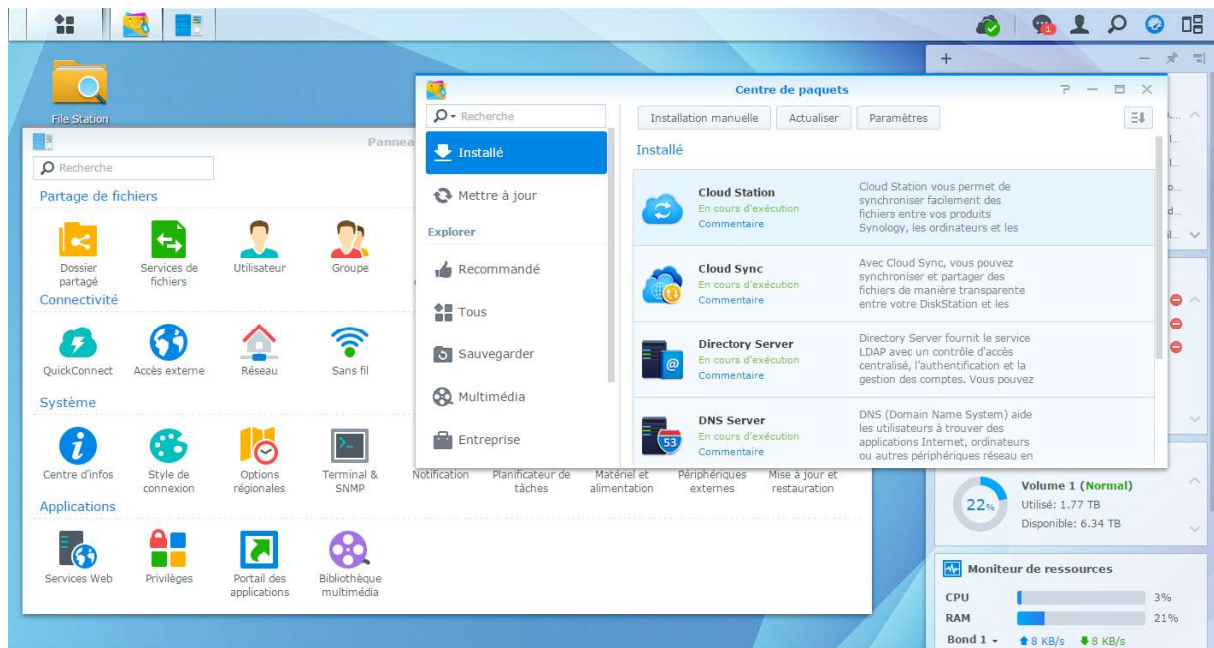 1
File Station
Pannea
Recherche
Partage de fichiers
Dossier
partagé
Services de
fichiers
Utilisateur
Groupe
Connectivité
QuickConnect
Accès externe
Réseau
Sans fil
Système
Centre d'infos
Style de
connexion
Options
régionales
Terminal &
SNMP
Notification
Planificateur de
tâches
Matériel et
alimentation
Périphériques
externes
Mise à jour et
restauration
Applications
Services Web
Privilèges
Portail des
applications
Bibliothèque
multimédia
Centre de paquets
Recherche
Installé
Mettre à jour
Explorer
Recommandé
Tous
Sauvegarder
Multimédia
Entreprise
Installation manuelle
Actualiser
Paramètres
Installé
Cloud Station
En cours d'exécution
Commentaire
Cloud Station vous permet de
synchroniser facilement des
fichiers entre vos produits
Synology, les ordinateurs et les
Cloud Sync
En cours d'exécution
Commentaire
Avec Cloud Sync, vous pouvez
synchroniser et partager des
fichiers de manière transparente
entre votre DiskStation et les
Directory Server
En cours d'exécution
Commentaire
Directory Server fournit le service
LDAP avec un contrôle d'accès
centralisé, l'authentification et la
gestion des comptes. Vous pouvez
53
DNS Server
En cours d'exécution
Commentaire
DNS (Domain Name System) aide
les utilisateurs à trouver des
applications Internet, ordinateurs
ou autres périphériques réseau en
22%
Volume 1 (Normal)
Utilisé: 1.77 TB
Disponible: 6.34 TB
Moniteur de ressources
CPU
3%
RAM
21%
Bond 1
8 KB/s
8 KB/s